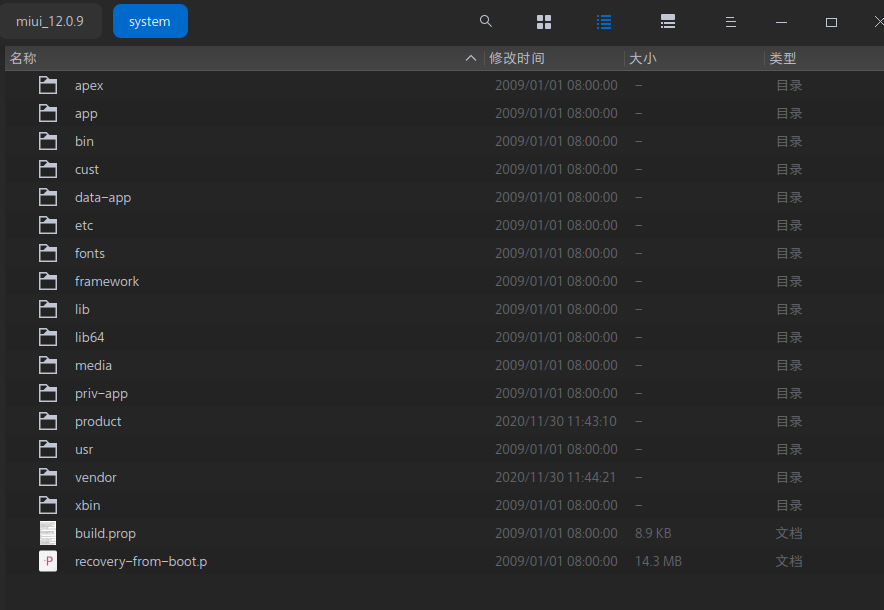 miui_12.0.9 system
名称 修改时间 大小 类型
apex 2009/01/01 08:00:00 – 目录
app 2009/01/01 08:00:00 – 目录
bin 2009/01/01 08:00:00 – 目录
cust 2009/01/01 08:00:00 – 目录
data-app 2009/01/01 08:00:00 – 目录
etc 2009/01/01 08:00:00 – 目录
fonts 2009/01/01 08:00:00 – 目录
framework 2009/01/01 08:00:00 – 目录
lib 2009/01/01 08:00:00 – 目录
lib64 2009/01/01 08:00:00 – 目录
media 2009/01/01 08:00:00 – 目录
priv-app 2009/01/01 08:00:00 – 目录
product 2020/11/30 11:43:10 – 目录
usr 2009/01/01 08:00:00 – 目录
vendor 2020/11/30 11:44:21 – 目录
xbin 2009/01/01 08:00:00 – 目录
build.prop 2009/01/01 08:00:00 8.9 KB 文档
recovery-from-boot.p 2009/01/01 08:00:00 14.3 MB 文档